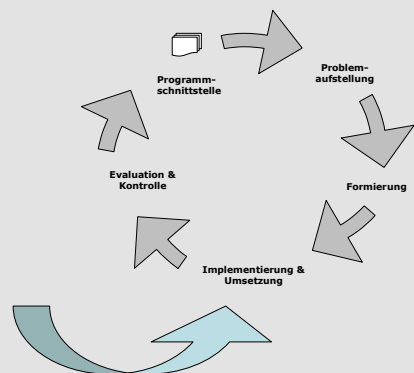 Programm-
schnittstelle
Problem-
aufstellung
Formierung
Implementierung &
Umsetzung
Evaluation &
Kontrolle